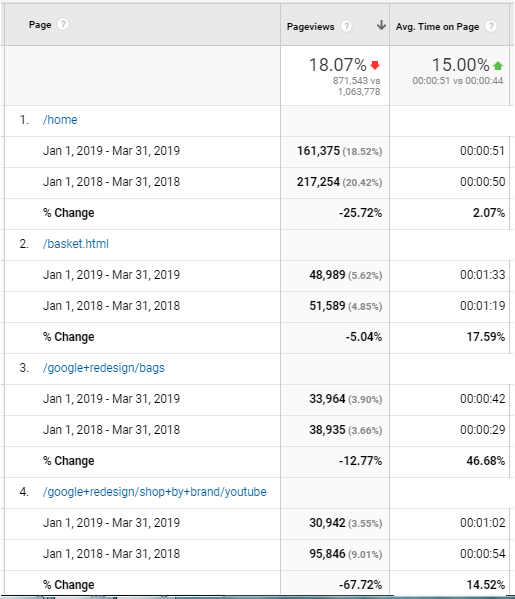 Page ? Pageviews ? Avg. Time on Page ?
18.07% 15.00%
871,543 vs 00:00:51 vs 00:00:44
1,063,778
1. /home
Jan 1, 2019 - Mar 31, 2019 161,375 (18.52%) 00:00:51
Jan 1, 2018 - Mar 31, 2018 217,254 (20.42%) 00:00:50
% Change -25.72% 2.07%
2. /basket.html
Jan 1, 2019 - Mar 31, 2019 48,989 (5.62%) 00:01:33
Jan 1, 2018 - Mar 31, 2018 51,589 (4.85%) 00:01:19
% Change -5.04% 17.59%
3. /google+redesign/bags
Jan 1, 2019 - Mar 31, 2019 33,964 (3.90%) 00:00:42
Jan 1, 2018 - Mar 31, 2018 38,935 (3.66%) 00:00:29
% Change -12.77% 46.68%
4. /google+redesign/shop+by+brand/youtube
Jan 1, 2019 - Mar 31, 2019 30,942 (3.55%) 00:01:02
Jan 1, 2018 - Mar 31, 2018 95,846 (9.01%) 00:00:54
% Change -67.72% 14.52%